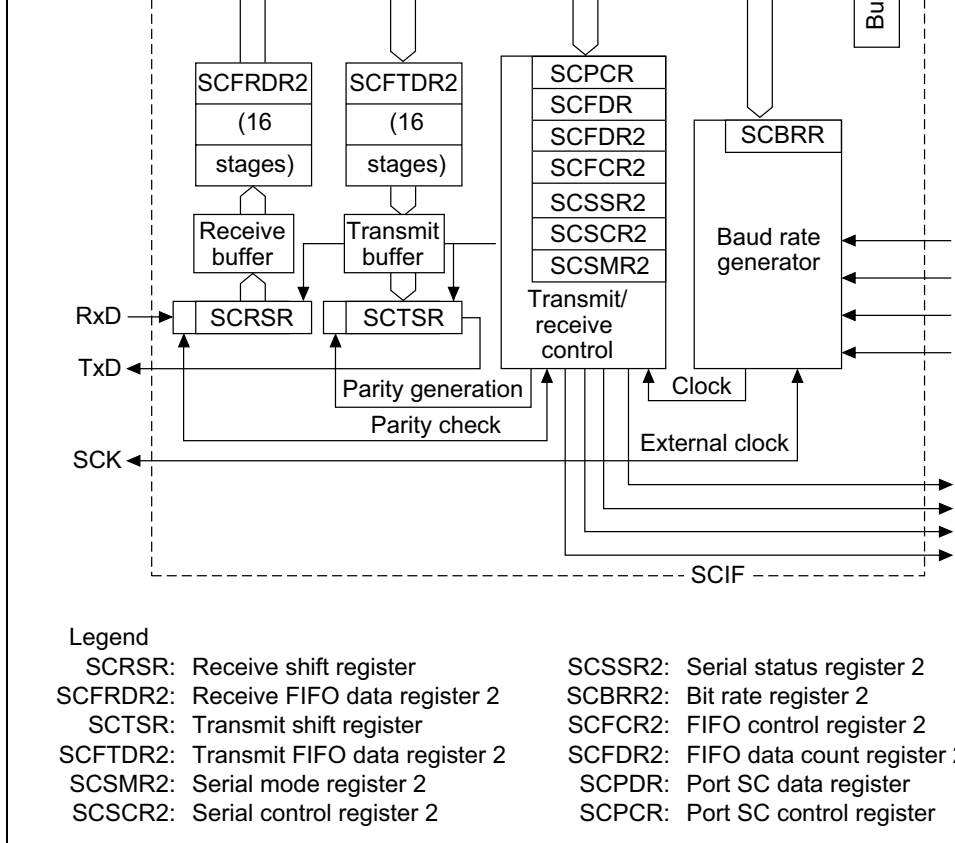 Bu
SCFRDR2
(16
stages)
SCFTDR2
(16
stages)
SCPCR
SCFDR
SCFDR2
SCFCR2
SCSSR2
SCSCR2
SCSMR2
Transmit/
receive
control
SCBRR
Baud rate
generator
Receive
buffer
Transmit
buffer
RxD
SCRSR
SCTSR
TxD
Parity generation
Clock
Parity check
External clock
SCK
SCIF
Legend
SCRSR: Receive shift register
SCFRDR2: Receive FIFO data register 2
SCTSR: Transmit shift register
SCFTDR2: Transmit FIFO data register 2
SCSMR2: Serial mode register 2
SCSCR2: Serial control register 2
SCSSR2: Serial status register 2
SCBRR2: Bit rate register 2
SCFCR2: FIFO control register 2
SCFDR2: FIFO data count register 2
SCPDR: Port SC data register
SCPCR: Port SC control register